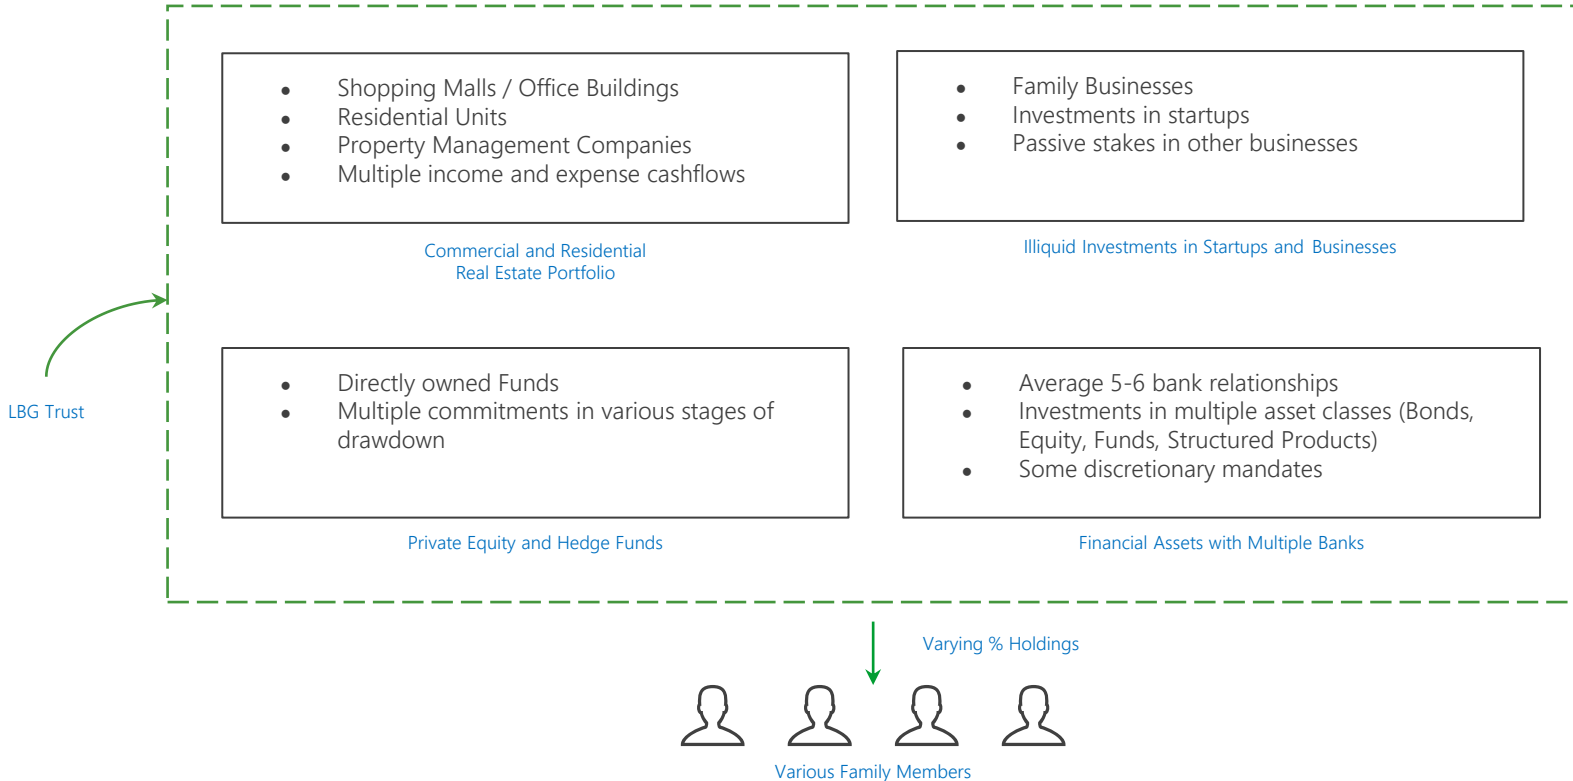 Shopping Malls / Office Buildings
Residential Units
Property Management Companies
Multiple income and expense cashflows
Commercial and Residential
Real Estate Portfolio
Family Businesses
Investments in startups
Passive stakes in other businesses
Illiquid Investments in Startups and Businesses
LBG Trust
Directly owned Funds
Multiple commitments in various stages of
drawdown
Private Equity and Hedge Funds
Average 5-6 bank relationships
Investments in multiple asset classes (Bonds,
Equity, Funds, Structured Products)
Some discretionary mandates
Financial Assets with Multiple Banks
Varying % Holdings
Various Family Members